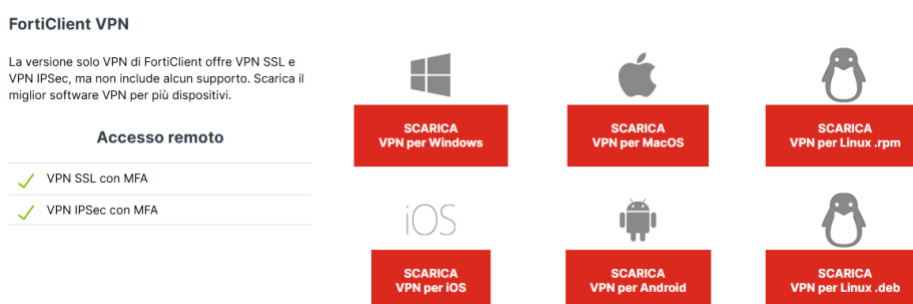 FortiClient VPN
La versione solo VPN di FortiClient offre VPN SSL e
VPN IPSec, ma non include alcun supporto. Scarica il
miglior software VPN per più dispositivi.
Accesso remoto
VPN SSL con MFA
VPN IPSec con MFA
SCARICA
VPN per Windows
SCARICA
VPN per MacOS
SCARICA
VPN per Linux .rpm
iOS
SCARICA
VPN per iOS
SCARICA
VPN per Android
SCARICA
VPN per Linux .deb